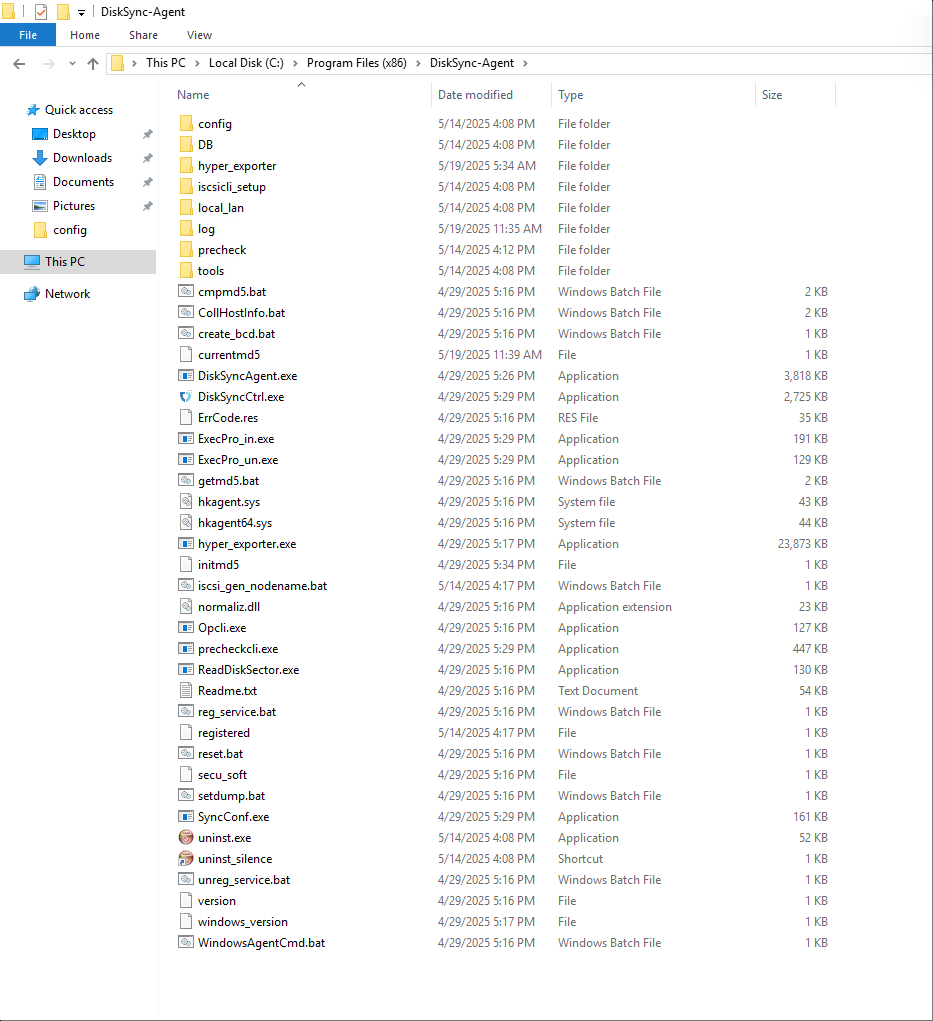 DiskSync-Agent
File Home Share View
This PC Local Disk (C:) Program Files (x86) DiskSync-Agent
Name Date modified Type Size
Quick access
Desktop
Downloads
Documents
Pictures
config
This PC
Network
config 5/14/2025 4:08 PM File folder
DB 5/14/2025 4:08 PM File folder
hyper_exporter 5/19/2025 5:34 AM File folder
iscsicli_setup 5/14/2025 4:08 PM File folder
local_lan 5/14/2025 4:08 PM File folder
log 5/19/2025 11:35 AM File folder
precheck 5/14/2025 4:12 PM File folder
tools 5/14/2025 4:08 PM File folder
cmpmd5.bat 4/29/2025 5:16 PM Windows Batch File 2 KB
CollHostInfo.bat 4/29/2025 5:16 PM Windows Batch File 2 KB
create_bcd.bat 4/29/2025 5:16 PM Windows Batch File 1 KB
currentmd5 5/19/2025 11:39 AM File 1 KB
DiskSyncAgent.exe 4/29/2025 5:26 PM Application 3,818 KB
DiskSyncCtrl.exe 4/29/2025 5:29 PM Application 2,725 KB
ErrCode.res 4/29/2025 5:16 PM RES File 35 KB
ExecPro_in.exe 4/29/2025 5:29 PM Application 191 KB
ExecPro_un.exe 4/29/2025 5:29 PM Application 129 KB
getmd5.bat 4/29/2025 5:16 PM Windows Batch File 2 KB
hkagent.sys 4/29/2025 5:16 PM System file 43 KB
hkagent64.sys 4/29/2025 5:16 PM System file 44 KB
hyper_exporter.exe 4/29/2025 5:17 PM Application 23,873 KB
initmd5 4/29/2025 5:34 PM File 1 KB
iscsi_gen_nodename.bat 5/14/2025 4:17 PM Windows Batch File 1 KB
normaliz.dll 4/29/2025 5:16 PM Application extension 23 KB
Opcli.exe 4/29/2025 5:16 PM Application 127 KB
precheckcli.exe 4/29/2025 5:29 PM Application 447 KB
ReadDiskSector.exe 4/29/2025 5:16 PM Application 130 KB
Readme.txt 4/29/2025 5:16 PM Text Document 54 KB
reg_service.bat 4/29/2025 5:16 PM Windows Batch File 1 KB
registered 5/14/2025 4:17 PM File 1 KB
reset.bat 4/29/2025 5:16 PM Windows Batch File 1 KB
secu_soft 4/29/2025 5:16 PM File 1 KB
setdump.bat 4/29/2025 5:16 PM Windows Batch File 1 KB
SyncConf.exe 4/29/2025 5:29 PM Application 161 KB
uninst.exe 5/14/2025 4:08 PM Application 52 KB
uninst_silence 5/14/2025 4:08 PM Shortcut 1 KB
unreg_service.bat 4/29/2025 5:16 PM Windows Batch File 1 KB
version 4/29/2025 5:16 PM File 1 KB
windows_version 4/29/2025 5:17 PM File 1 KB
WindowsAgentCmd.bat 4/29/2025 5:16 PM Windows Batch File 1 KB